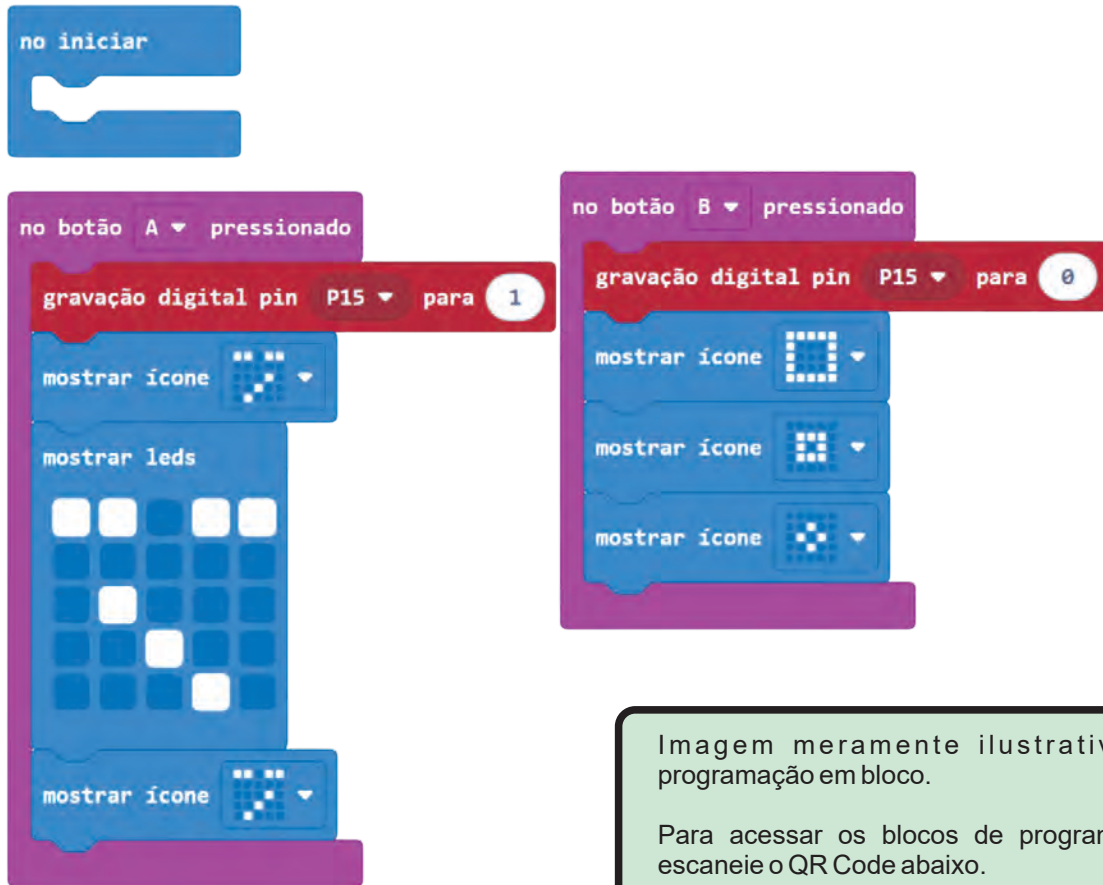 no iniciar
no botão A pressionado
gravação digital pin P15 para 1
mostrar ícone
mostrar leds
mostrar ícone
no botão B pressionado
gravação digital pin P15 para 0
mostrar ícone
mostrar ícone
mostrar ícone
Imagem meramente
programação em bloco.
Para acessar os blocos de
escaneie o QR Code abaixo.